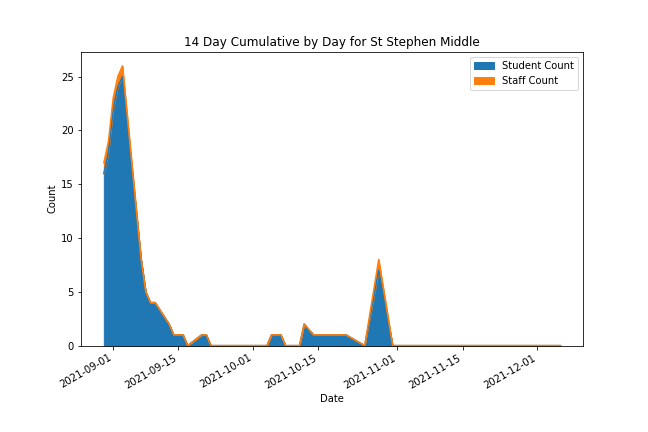 14 Day Cumulative by Day for St Stephen Middle
Student Count
Staff Count
25
20
15
10
5
0
Count
2021-09-01
2021-09-15
2021-10-01
2021-10-15
2021-11-01
2021-11-15
2021-12-01
Date